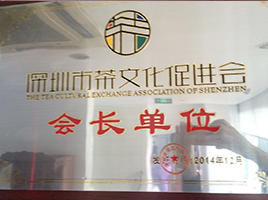 深圳市茶文化促进会
THE TEA CULTURAL EXCHANGE ASSOCIATION OF SHENZHEN
会长单位
2014年12月